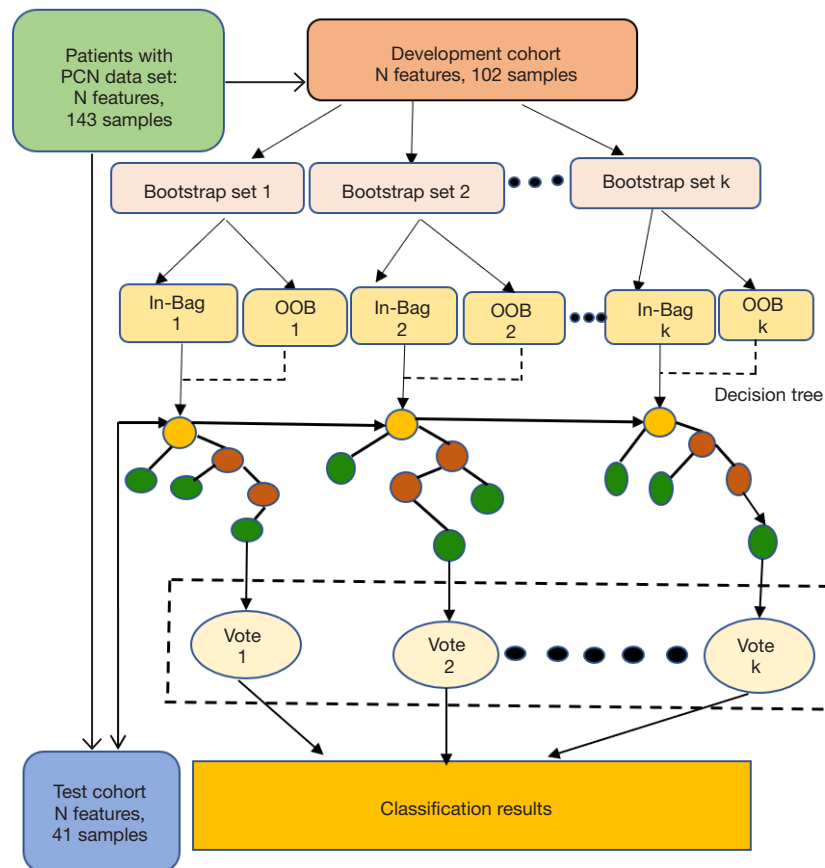 Patients with
PCN data set:
N features,
143 samples
Development cohort
N features, 102 samples
Bootstrap set 1
Bootstrap set 2
Bootstrap set k
In-Bag
1
OOB
1
In-Bag
2
OOB
2
In-Bag
k
OOB
k
Decision tree
Vote
1
Vote
2
Vote
k
Test cohort
N features,
41 samples
Classification results